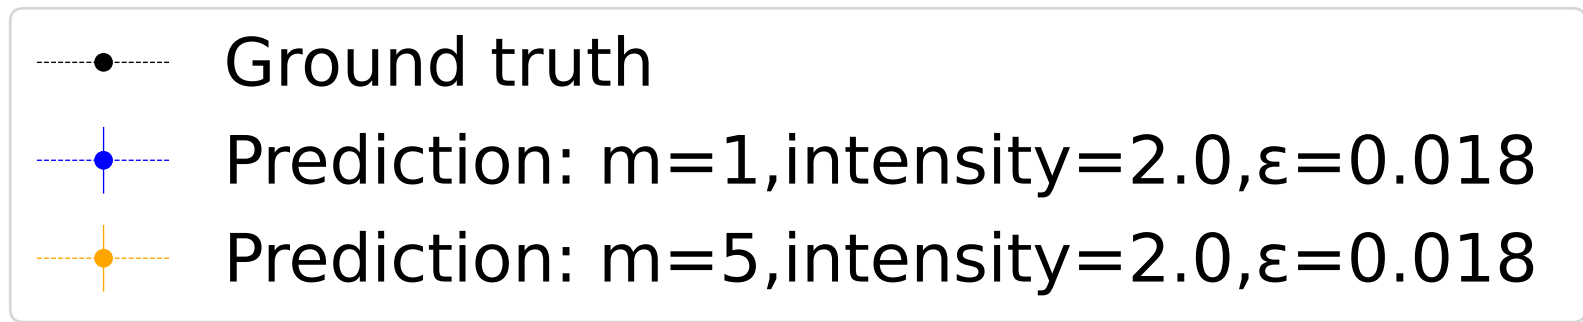 Ground truth
Prediction: m=1,intensity=2.0,ε=0.018
Prediction: m=5,intensity=2.0,ε=0.018